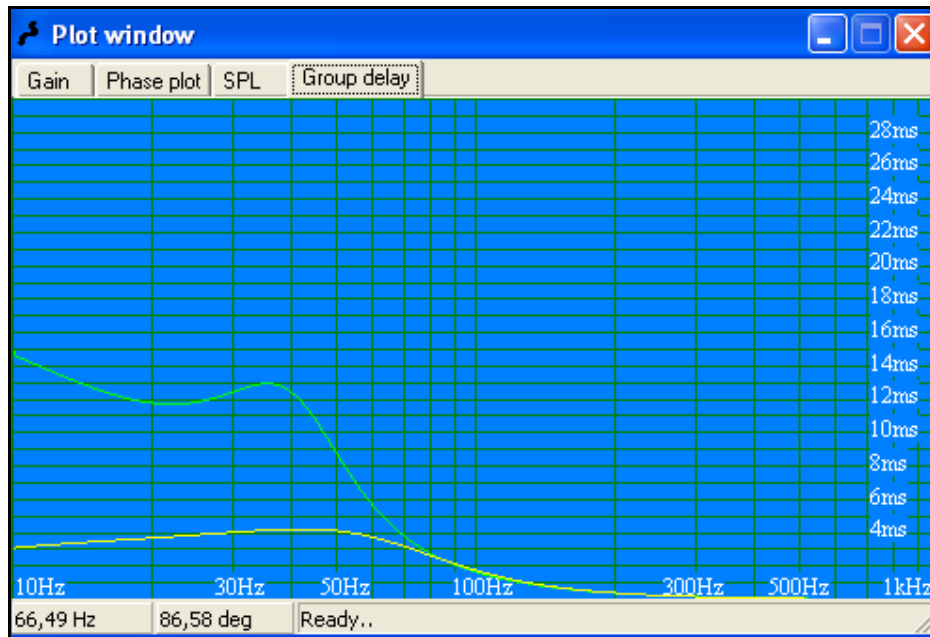 Plot window
Gain Phase plot SPL Group delay
28ms
26ms
24ms
22ms
20ms
18ms
16ms
14ms
12ms
10ms
8ms
6ms
4ms
10Hz 30Hz 50Hz 100Hz 300Hz 500Hz 1kHz
66,49 Hz 86,58 deg Ready..